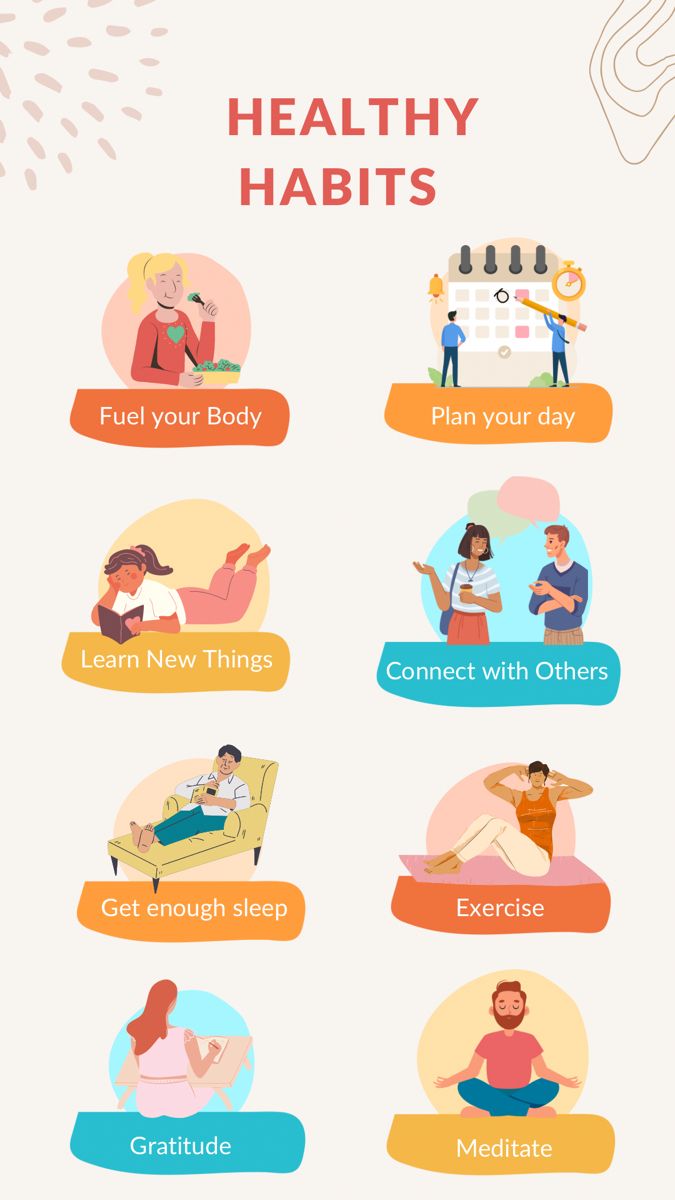 HEALTHY
HABITS
Fuel your Body
Plan your day
Learn New Things
Connect with Others
Get enough sleep
Exercise
Gratitude
Meditate